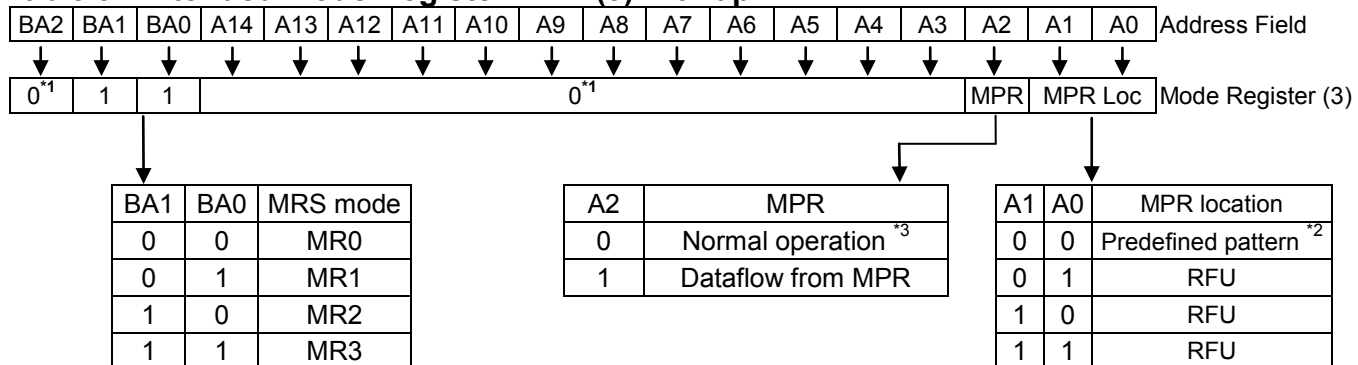 BA2 BA1 BA0 A14 A13 A12 A11 A10 A9 A8 A7 A6 A5 A4 A3 A2 A1 A0 Address Field
0*1 1 1 0*1 MPR MPR Loc Mode Register (3)
BA1 BA0 MRS mode
0 0 MR0
0 1 MR1
1 0 MR2
1 1 MR3
A2 MPR
0 Normal operation *3
1 Dataflow from MPR
A1 A0 MPR location
0 0 Predefined pattern *2
0 1 RFU
1 0 RFU
1 1 RFU